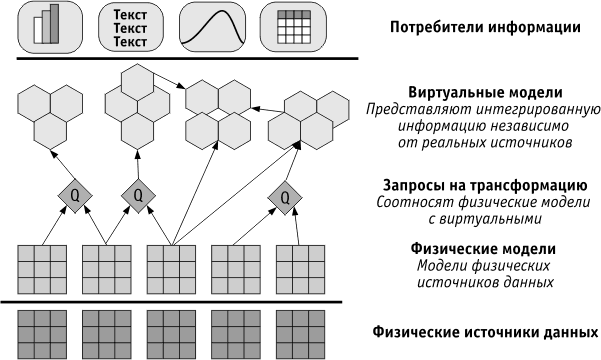 Текст
Текст
Текст
Потребители информации
Виртуальные модели
Представляют интегрированную
информацию независимо
от реальных источников
Q
Q
Q
Запросы на трансформацию
Соотносят физические модели
с виртуальными
Физические модели
Модели физических
источников данных
Физические источники данных